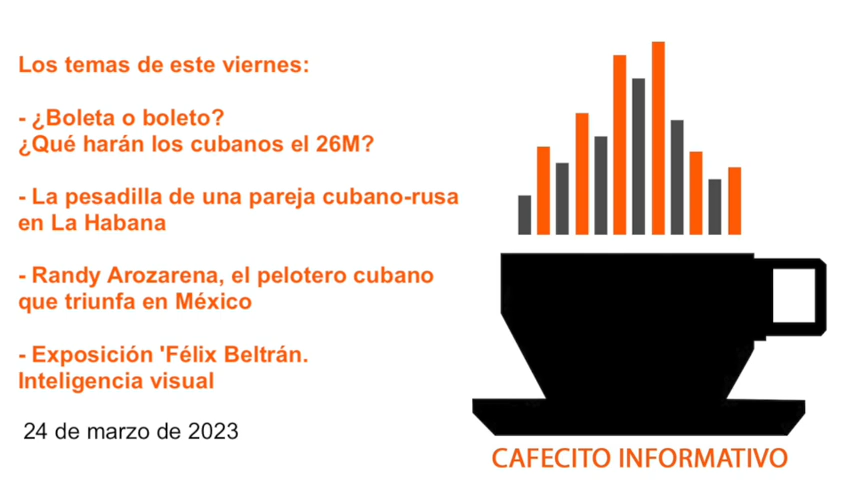 Los temas de este viernes:
- ¿Boleta o boleto?
¿Qué harán los cubanos el 26M?
- La pesadilla de una pareja cubano-rusa
en La Habana
- Randy Arozarena, el pelotero cubano
que triunfa en México
- Exposición 'Félix Beltrán.
Inteligencia visual
24 de marzo de 2023
CAFECITO INFORMATIVO